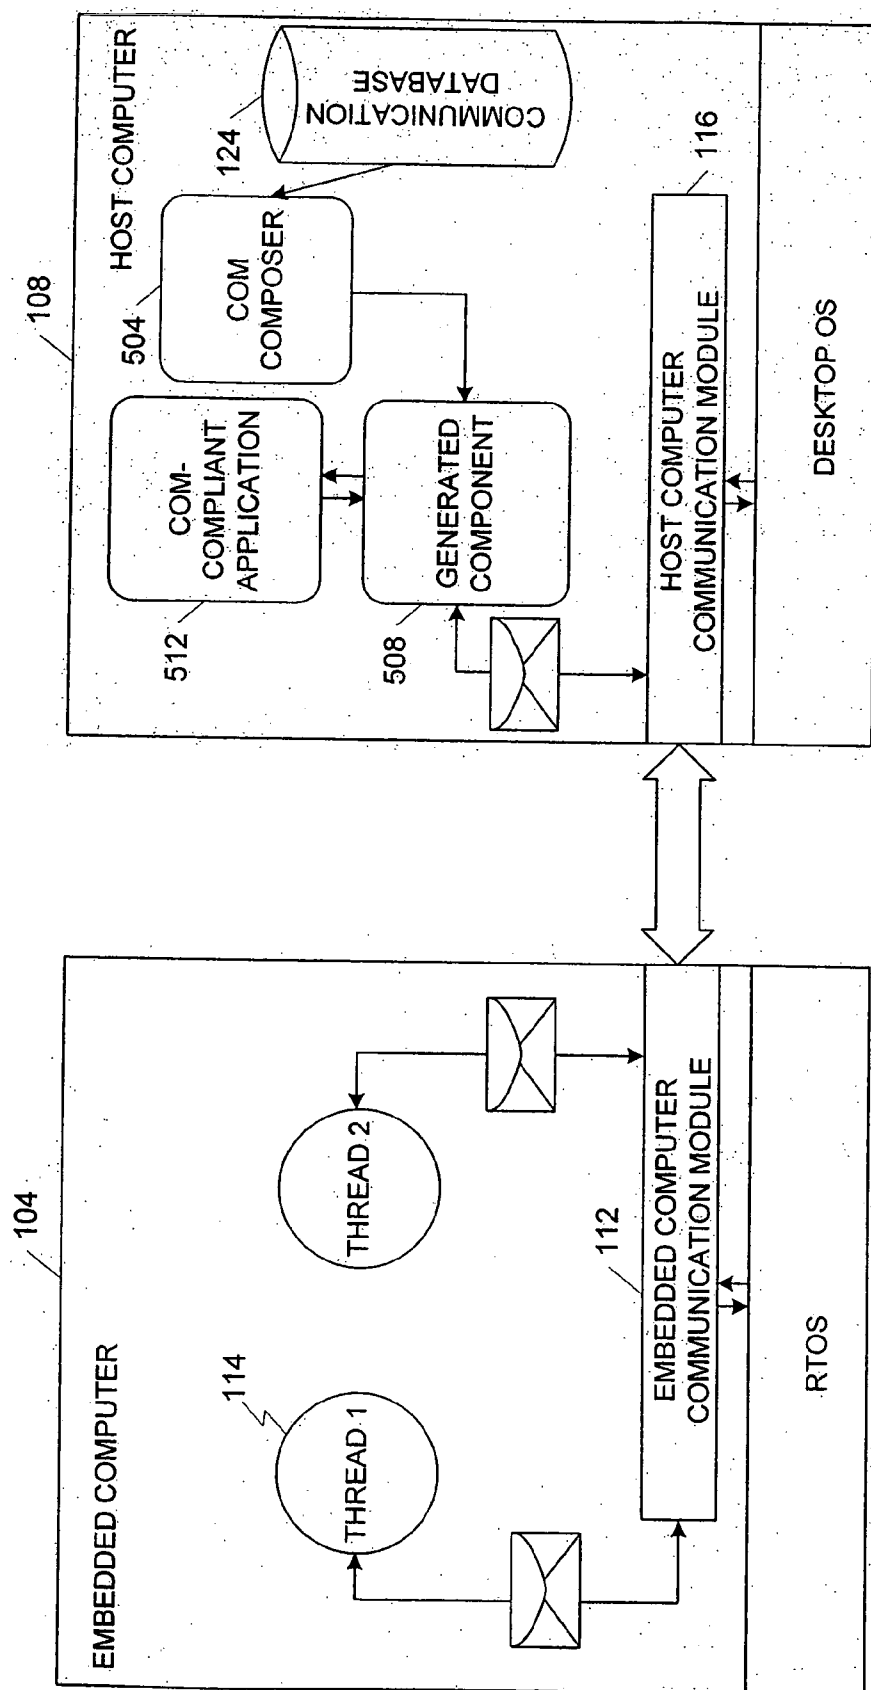 104
EMBEDDED COMPUTER
114
THREAD 1
THREAD 2
112
EMBEDDED COMPUTER
COMMUNICATION MODULE
RTOS
108
HOST COMPUTER
512
COM-
COMPLIANT
APPLICATION
504
COM
COMPOSER
124
COMMUNICATION
DATABASE
508
GENERATED
COMPONENT
116
HOST COMPUTER
COMMUNICATION MODULE
DESKTOP OS